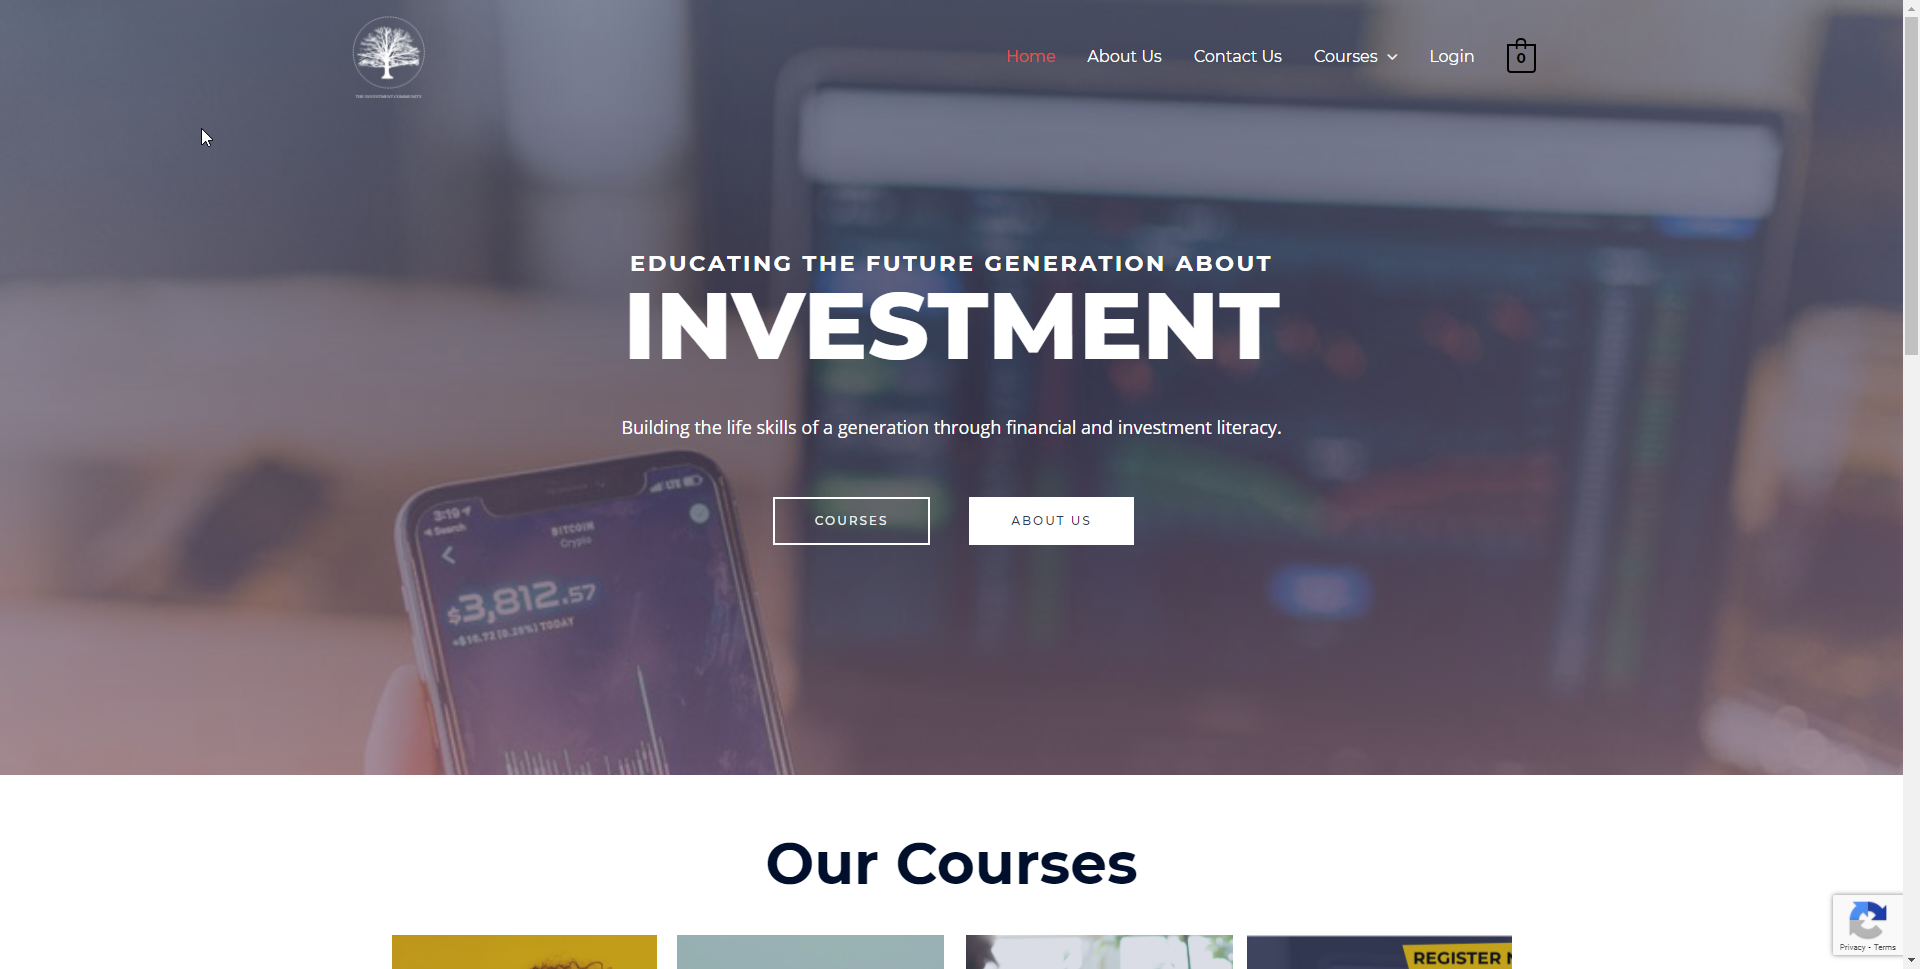 THE INVESTMENT COMMUNITY
Home
About Us
Contact Us
Courses
Login
0
EDUCATING THE FUTURE GENERATION ABOUT
INVESTMENT
Building the life skills of a generation through financial and investment literacy.
COURSES
ABOUT US
3:19
LTE
Search
BITCOIN
Crypto
$3,812.57
+$10.72 (0.28%) TODAY
Our Courses
REGISTER N
Privacy - Terms